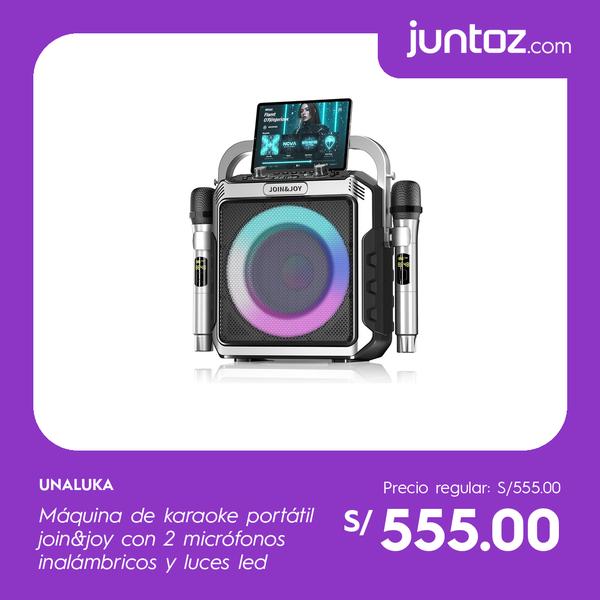 juntoz.com
JOIN&JOY
UNALUKA
Máquina de karaoke portátil
join&joy con 2 micrófonos
inalámbricos y luces led
Precio regular: S/555.00
S/ 555.00